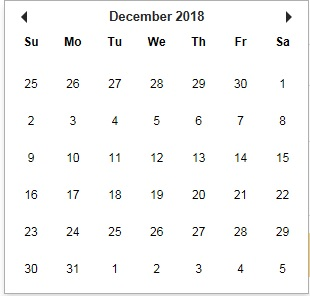 December 2018
Su Mo Tu We Th Fr Sa
25 26 27 28 29 30 1
2 3 4 5 6 7 8
9 10 11 12 13 14 15
16 17 18 19 20 21 22
23 24 25 26 27 28 29
30 31 1 2 3 4 5